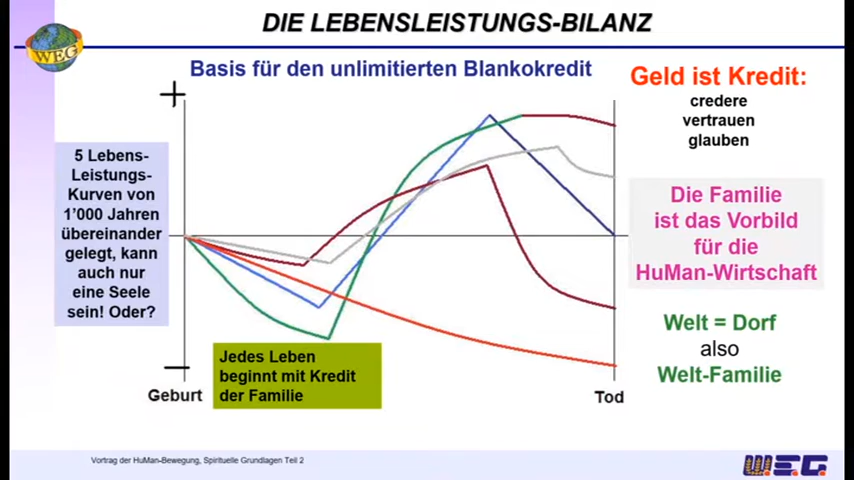 DIE LEBENSLEISTUNGS-BILANZ
WEG
Basis für den unlimitierten Blankokredit
Geld ist Kredit:
credere
vertrauen
glauben
+
5 Lebens-
Leistungs-
Kurven von
1’000 Jahren
übereinander
gelegt, kann
auch nur
eine Seele
sein! Oder?
Die Familie
ist das Vorbild
für die
HuMan-Wirtschaft
Welt = Dorf
also
Welt-Familie
Jedes Leben
beginnt mit Kredit
der Familie
–
Geburt
Tod
Vortrag der HuMan-Bewegung, Spirituelle Grundlagen Teil 2
W.E.G.